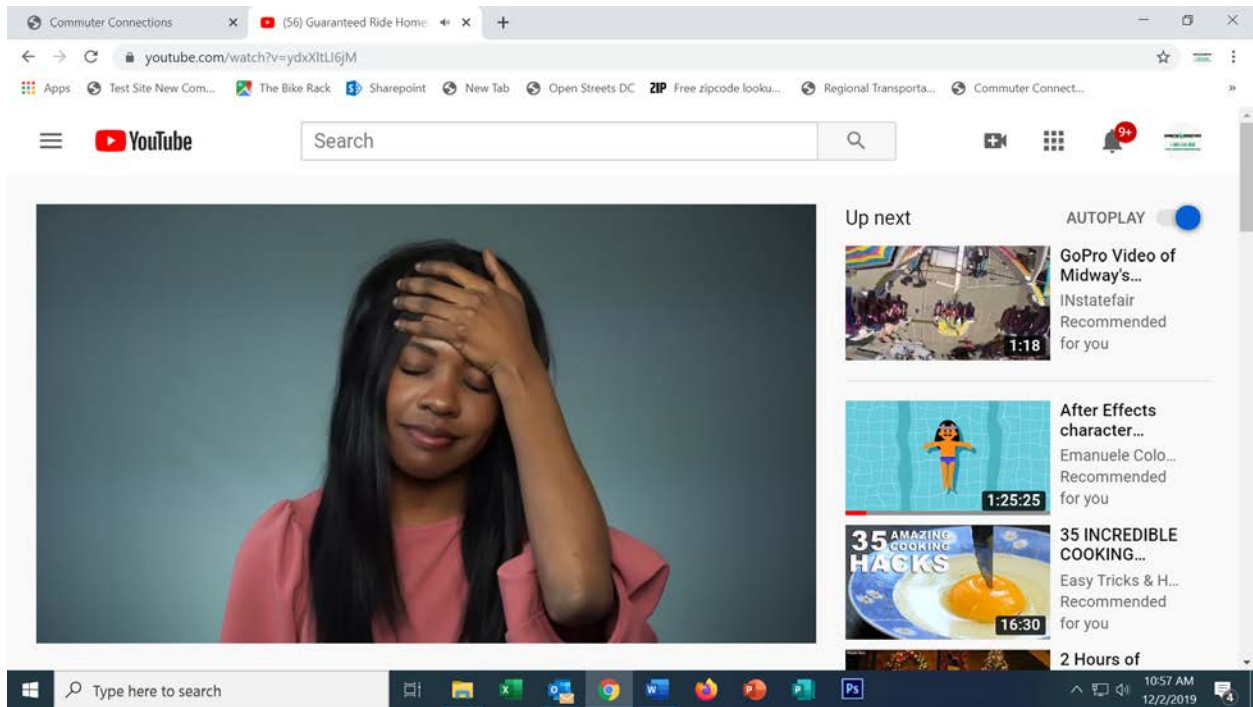 Commuter Connections
(56) Guaranteed Ride Home
youtube.com/watch?v=ydxXltLI6jM
Apps Test Site New Com... The Bike Rack Sharepoint New Tab Open Streets DC ZIP Free zipcode looku... Regional Transporta... Commuter Connect...
YouTube
Search
9+
Up next AUTOPLAY
GoPro Video of
Midway's...
INstatefair
Recommended
for you
1:18
After Effects
character...
Emanuele Colo...
Recommended
for you
1:25:25
35 AMAZING
COOKING
HACKS
16:30
35 INCREDIBLE
COOKING...
Easy Tricks & H...
Recommended
for you
2 Hours of
Type here to search
Ps
10:57 AM
12/2/2019
4